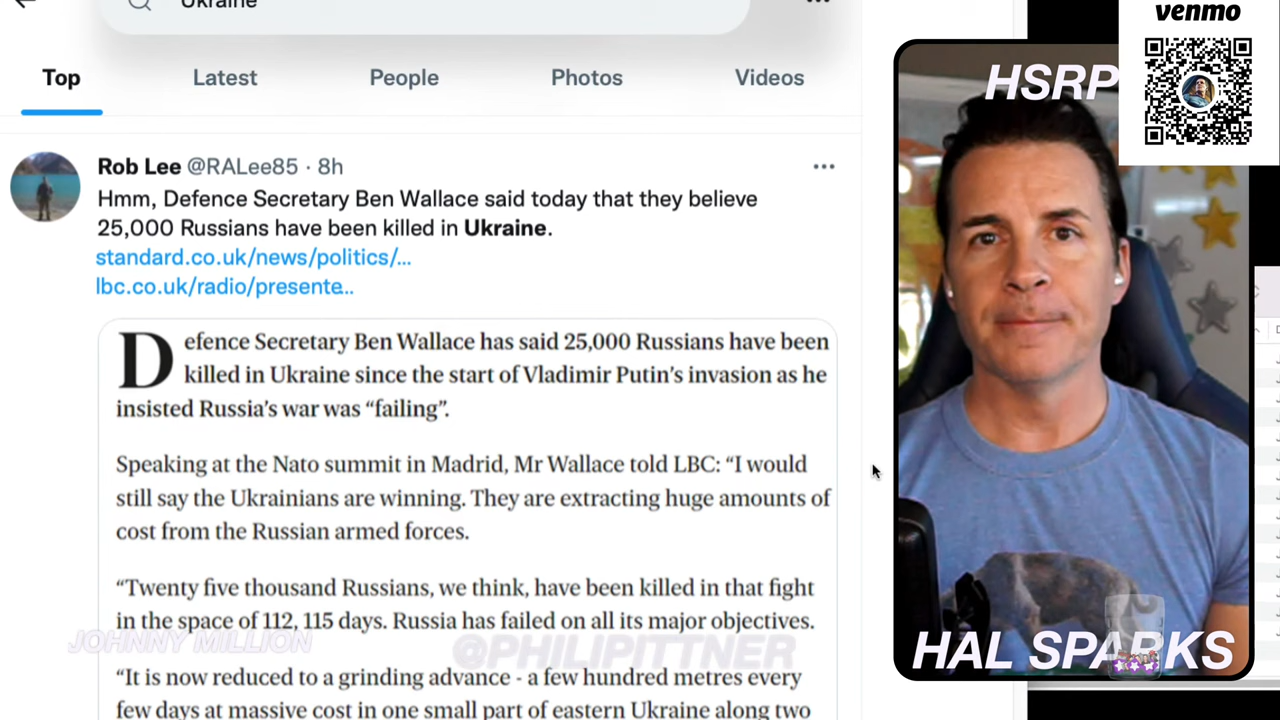 Ukraine
Top
Latest
People
Photos
Videos
Rob Lee @RALee85 · 8h
Hmm, Defence Secretary Ben Wallace said today that they believe
25,000 Russians have been killed in Ukraine.
standard.co.uk/news/politics/...
lbc.co.uk/radio/presente...
Defence Secretary Ben Wallace has said 25,000 Russians have been
killed in Ukraine since the start of Vladimir Putin's invasion as he
insisted Russia's war was “failing”.
Speaking at the Nato summit in Madrid, Mr Wallace told LBC: “I would
still say the Ukrainians are winning. They are extracting huge amounts of
cost from the Russian armed forces.
“Twenty five thousand Russians, we think, have been killed in that fight
in the space of 112, 115 days. Russia has failed on all its major objectives.
“It is now reduced to a grinding advance - a few hundred metres every
few days at massive cost in one small part of eastern Ukraine along two
JOHNNY MILLION
@PHILIPITTNER
venmo
HSRP
HAL SPARKS